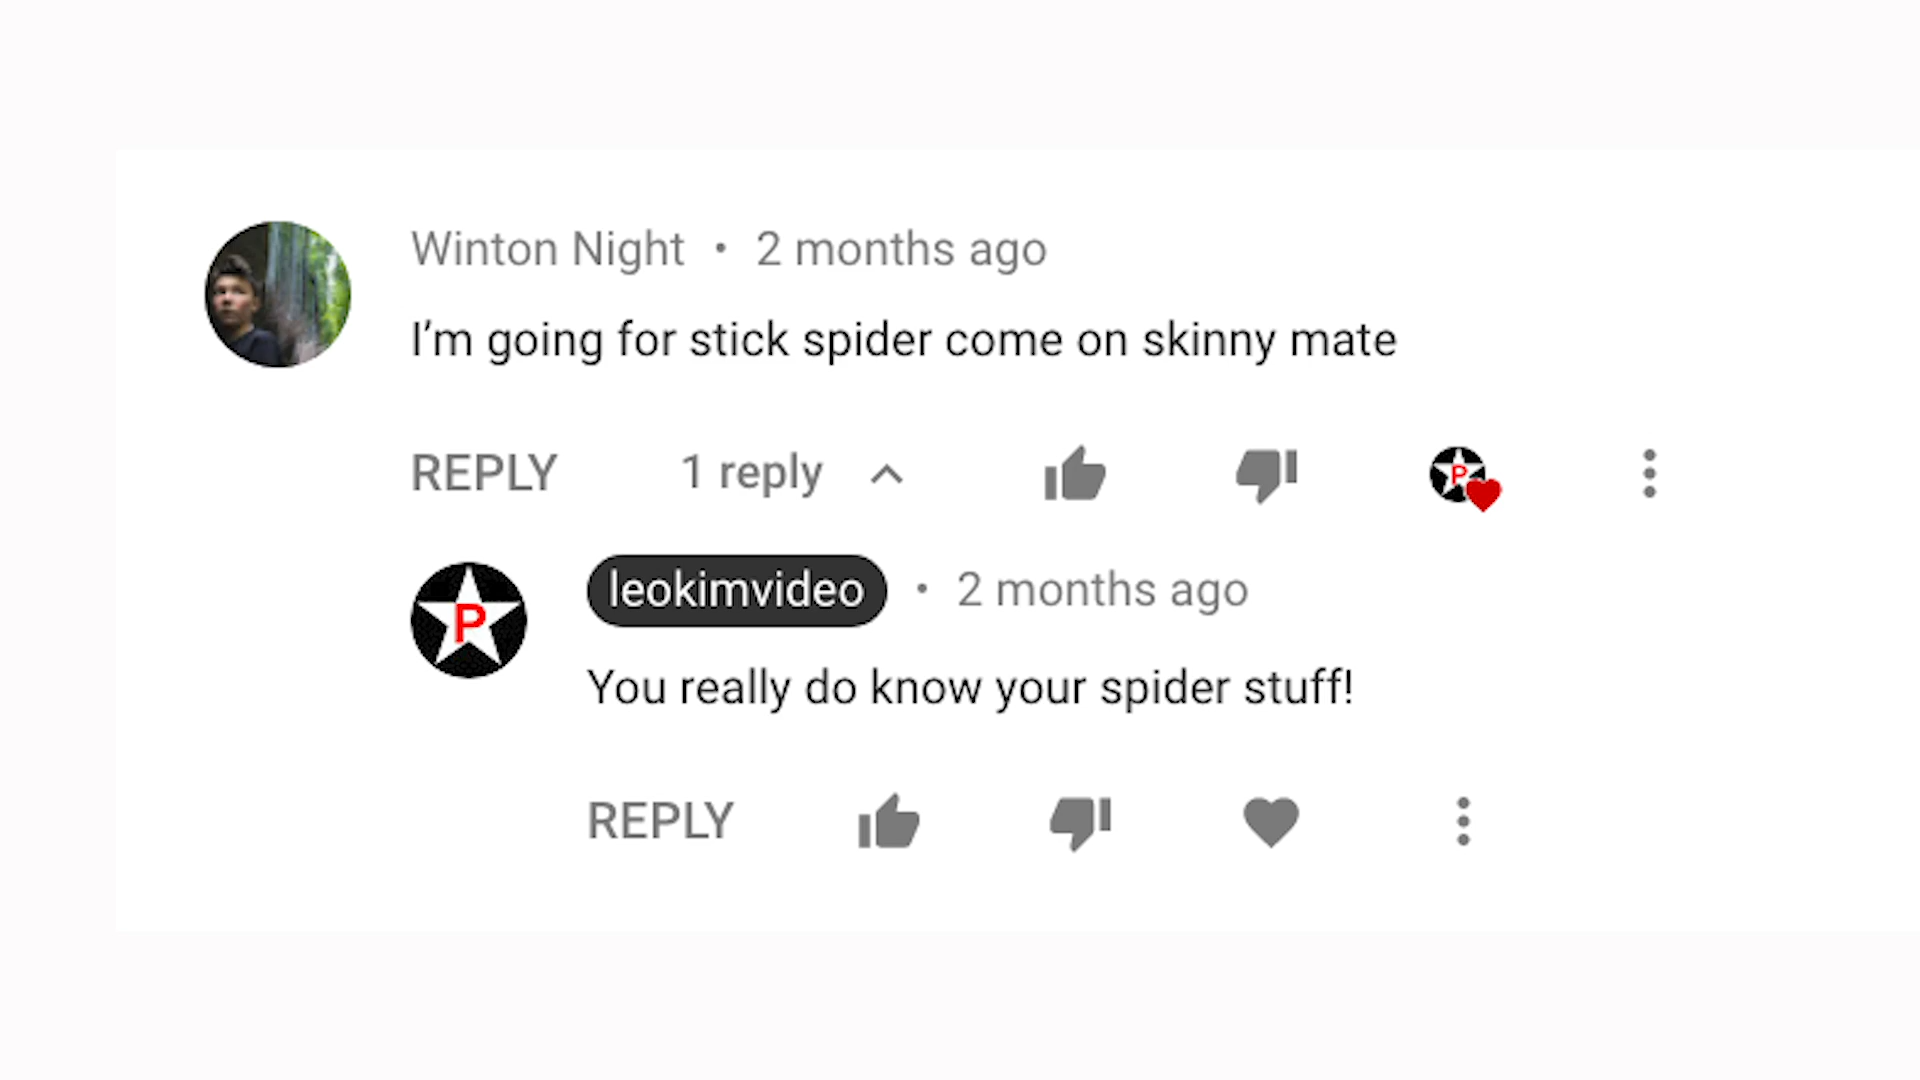 Winton Night • 2 months ago
I’m going for stick spider come on skinny mate
REPLY 1 reply
P
P leokimvideo • 2 months ago
You really do know your spider stuff!
REPLY